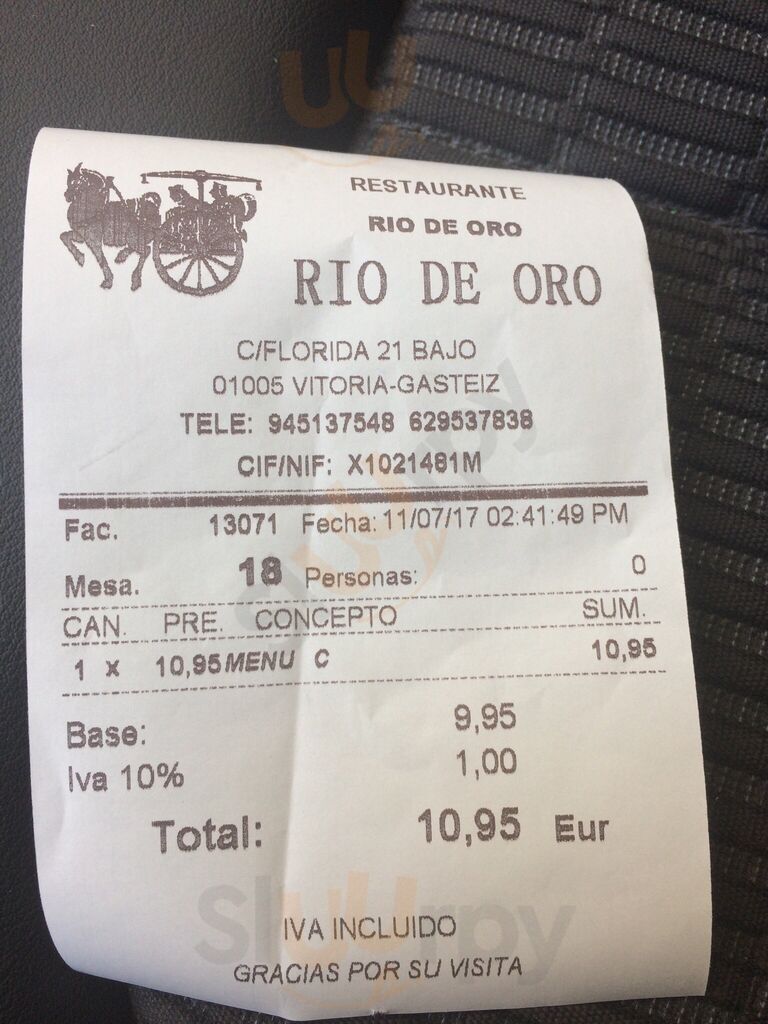 RESTAURANTE
RIO DE ORO
RIO DE ORO
C/FLORIDA 21 BAJO
01005 VITORIA-GASTEIZ
TELE: 945137548 629537838
CIF/NIF: X1021481M
Fac. 13071 Fecha: 11/07/17 02:41:49 PM
Mesa. 18 Personas: 0
CAN. PRE. CONCEPTO SUM.
1 x 10,95 MENU C 10,95
Base: 9,95
Iva 10% 1,00
Total: 10,95 Eur
IVA INCLUIDO
GRACIAS POR SU VISITA
Sluurpy